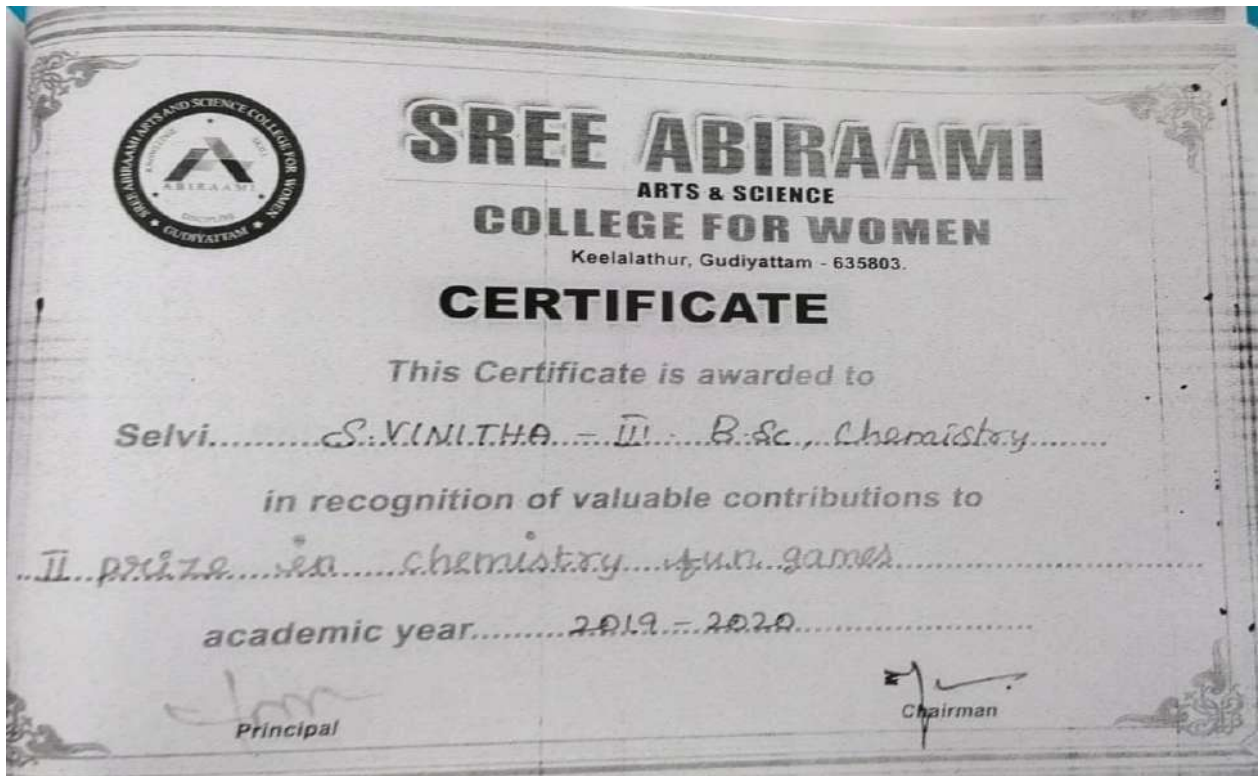 SREE ABIRAAMI ARTS AND SCIENCE COLLEGE FOR WOMEN
KNOWLEDGE
SKILL
ABIRAAMI
DISCIPLINE
★ GUDIYATTAM ★
SREE ABIRAAMI
ARTS & SCIENCE
COLLEGE FOR WOMEN
Keelalathur, Gudiyattam - 635803.
CERTIFICATE
This Certificate is awarded to
Selvi..........S.VINITHA - III. B.Sc., Chemistry........
in recognition of valuable contributions to
..II prize in chemistry fun games..............................
academic year.........2019 - 2020.......................
Principal
Chairman